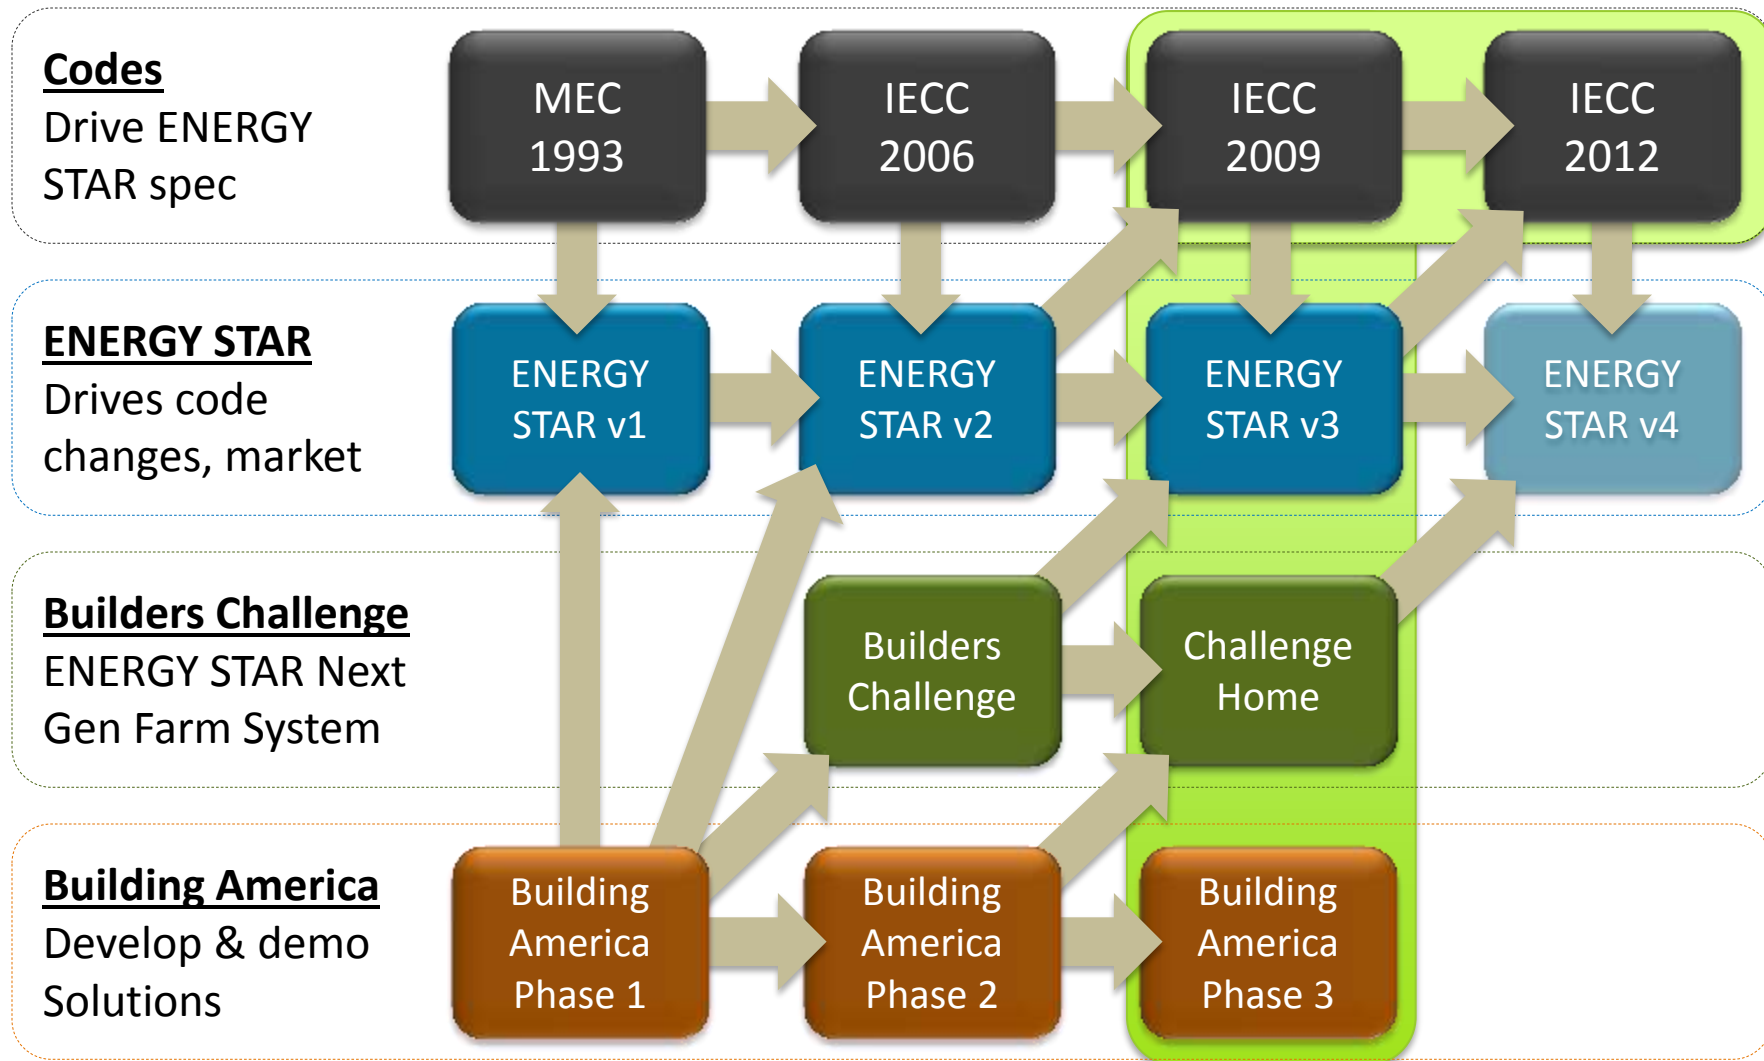 Codes
Drive ENERGY
STAR spec
MEC
1993
IECC
2006
IECC
2009
IECC
2012
ENERGY STAR
Drives code
changes, market
ENERGY
STAR v1
ENERGY
STAR v2
ENERGY
STAR v3
ENERGY
STAR v4
Builders Challenge
ENERGY STAR Next
Gen Farm System
Builders
Challenge
Challenge
Home
Building America
Develop & demo
Solutions
Building
America
Phase 1
Building
America
Phase 2
Building
America
Phase 3